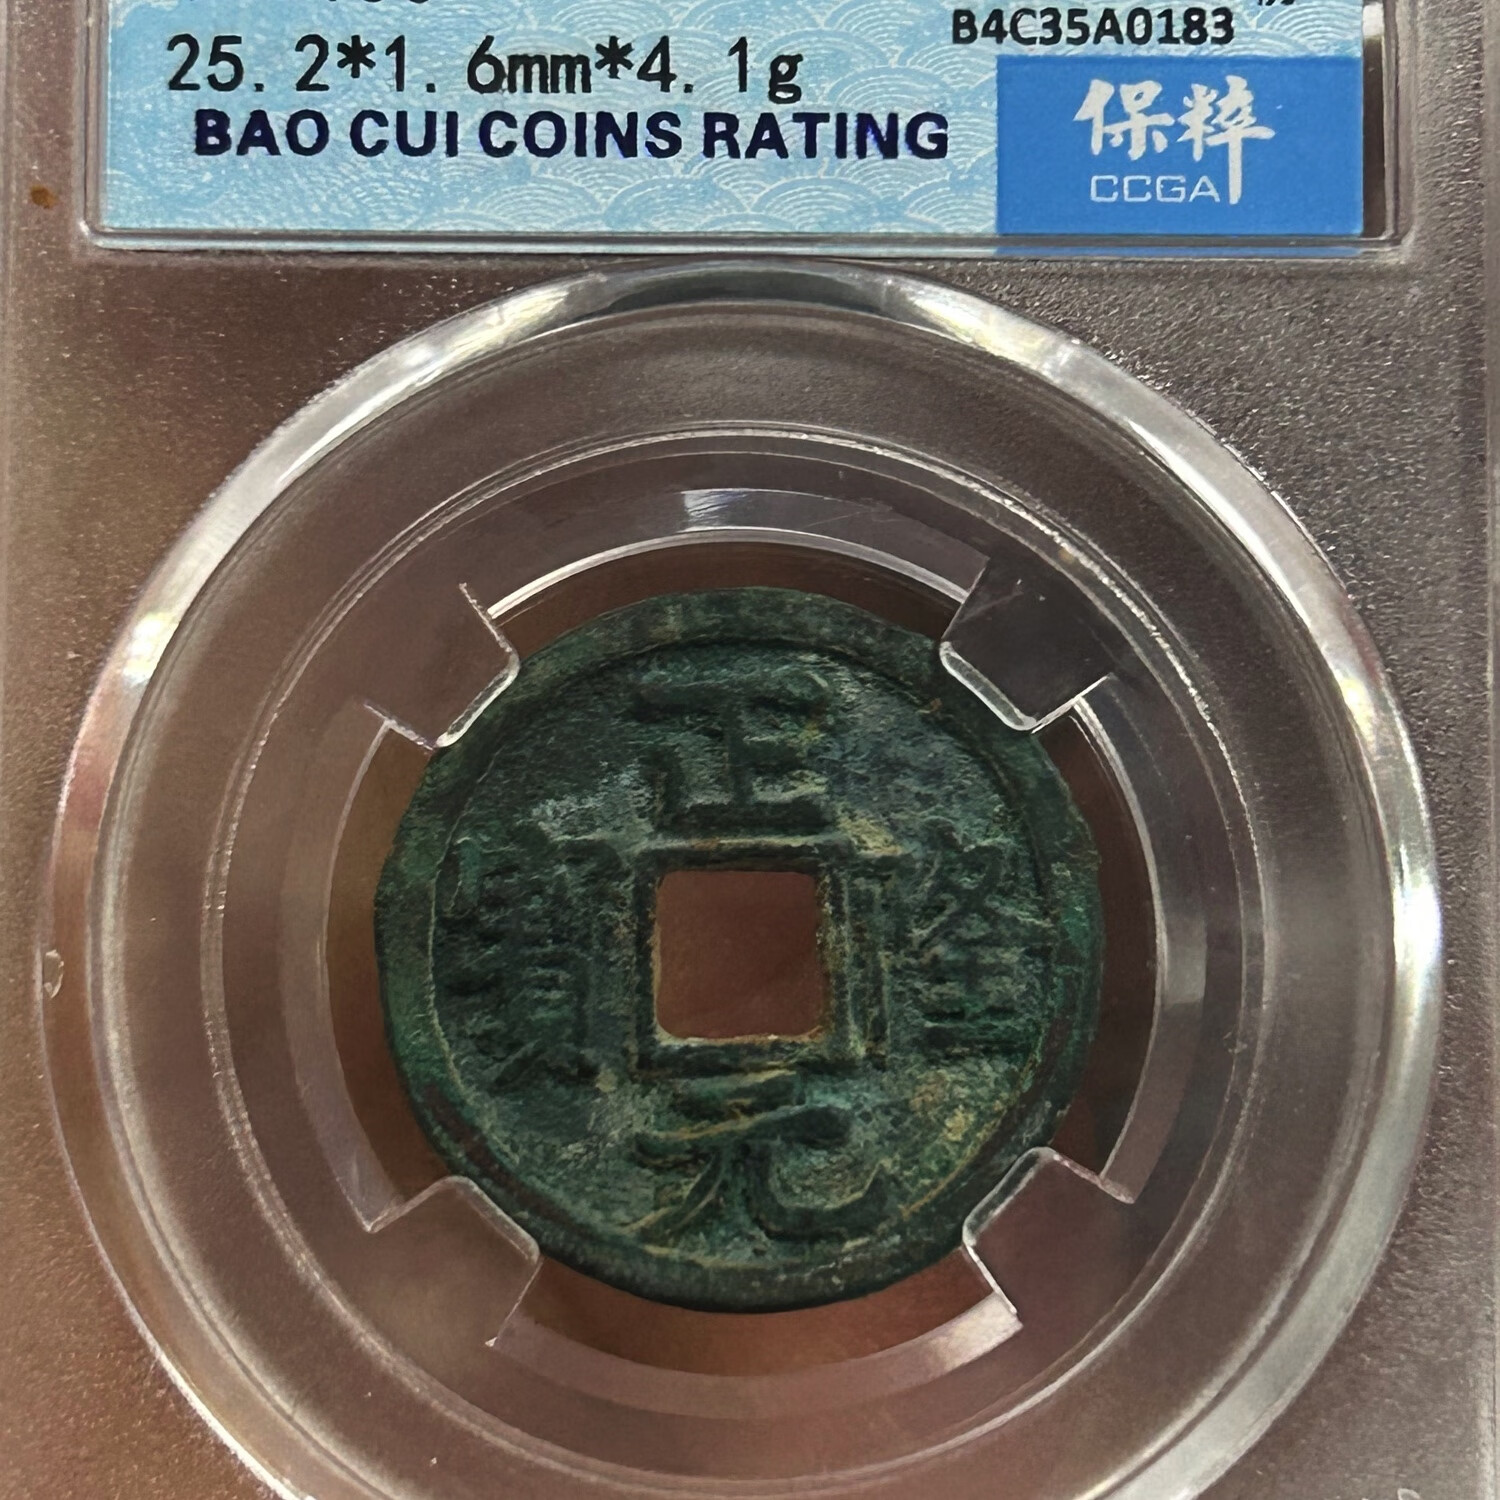 B4C35A0183
25. 2*1. 6mm*4. 1g
BAO CUI COINS RATING
保粹
CCGA
正
隆
元
寶